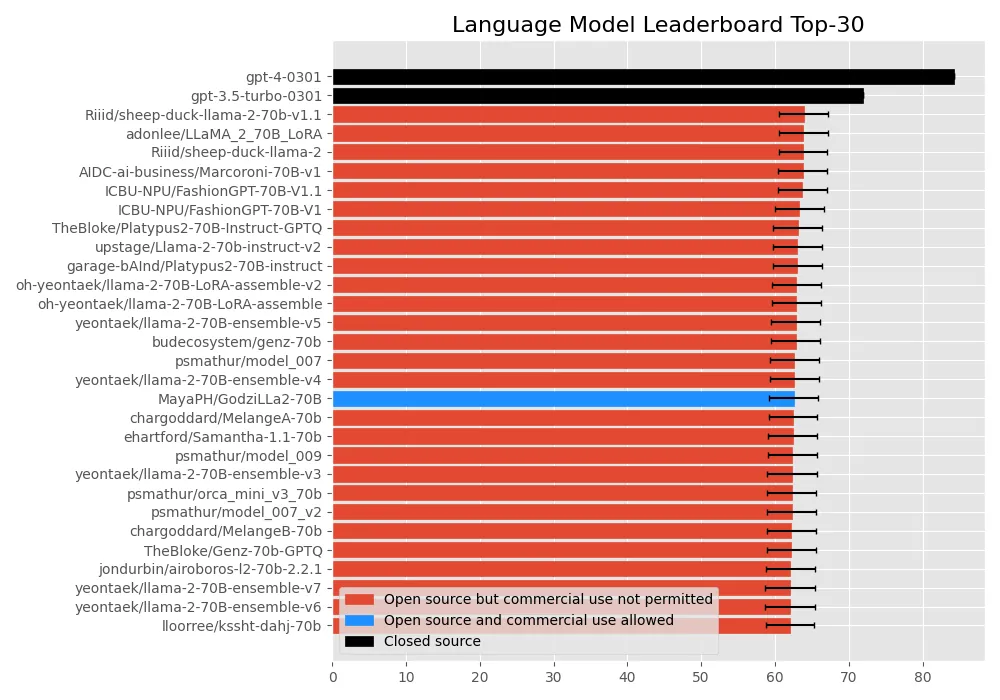 Language Model Leaderboard Top-30
gpt-4-0301
gpt-3.5-turbo-0301
Riiid/sheep-duck-llama-2-70b-v1.1
adonlee/LLaMA_2_70B_LoRA
Riiid/sheep-duck-llama-2
AIDC-ai-business/Marcoroni-70B-v1
ICBU-NPU/FashionGPT-70B-V1.1
ICBU-NPU/FashionGPT-70B-V1
TheBloke/Platypus2-70B-Instruct-GPTQ
upstage/Llama-2-70b-instruct-v2
garage-bAInd/Platypus2-70B-instruct
oh-yeontaek/llama-2-70B-LoRA-assemble-v2
oh-yeontaek/llama-2-70B-LoRA-assemble
yeontaek/llama-2-70B-ensemble-v5
budecosystem/genz-70b
psmathur/model_007
yeontaek/llama-2-70B-ensemble-v4
MayaPH/GodziLLa2-70B
chargoddard/MelangeA-70b
ehartford/Samantha-1.1-70b
psmathur/model_009
yeontaek/llama-2-70B-ensemble-v3
psmathur/orca_mini_v3_70b
psmathur/model_007_v2
chargoddard/MelangeB-70b
TheBloke/Genz-70b-GPTQ
jondurbin/airoboros-l2-70b-2.2.1
yeontaek/llama-2-70B-ensemble-v7
yeontaek/llama-2-70B-ensemble-v6
lloorree/kssht-dahj-70b
Open source but commercial use not permitted
Open source and commercial use allowed
Closed source
0 10 20 30 40 50 60 70 80